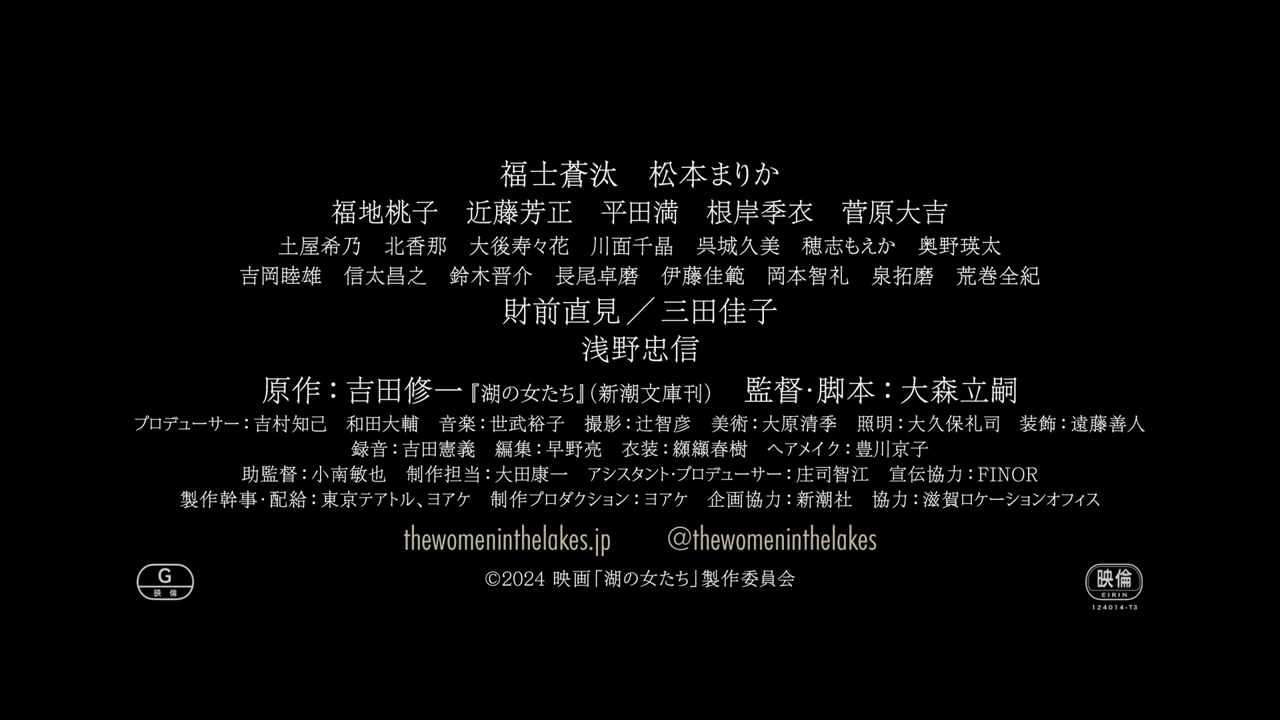 福士蒼汰　松本まりか
福地桃子　近藤芳正　平田満　根岸季衣　菅原大吉
土屋希乃　北香那　大後寿々花　川面千晶　呉城久美　穂志もえか　奥野瑛太
吉岡睦雄　信太昌之　鈴木晋介　長尾卓磨　伊藤佳範　岡本智礼　泉拓磨　荒巻全紀
財前直見／三田佳子
浅野忠信
原作：吉田修一『湖の女たち』（新潮文庫刊）　監督・脚本：大森立嗣
プロデューサー：吉村知己　和田大輔　音楽：世武裕子　撮影：辻智彦　美術：大原清季　照明：大久保礼司　装飾：遠藤善人
録音：吉田憲義　編集：早野亮　衣装：纐纈春樹　ヘアメイク：豊川京子
助監督：小南敏也　制作担当：大田康一　アシスタント・プロデューサー：庄司智江　宣伝協力：FINOR
製作幹事・配給：東京テアトル、ヨアケ　制作プロダクション：ヨアケ　企画協力：新潮社　協力：滋賀ロケーションオフィス
thewomeninthelakes.jp　@thewomeninthelakes
©2024 映画「湖の女たち」製作委員会
G
映倫
映倫
EIRIN
124014-T3